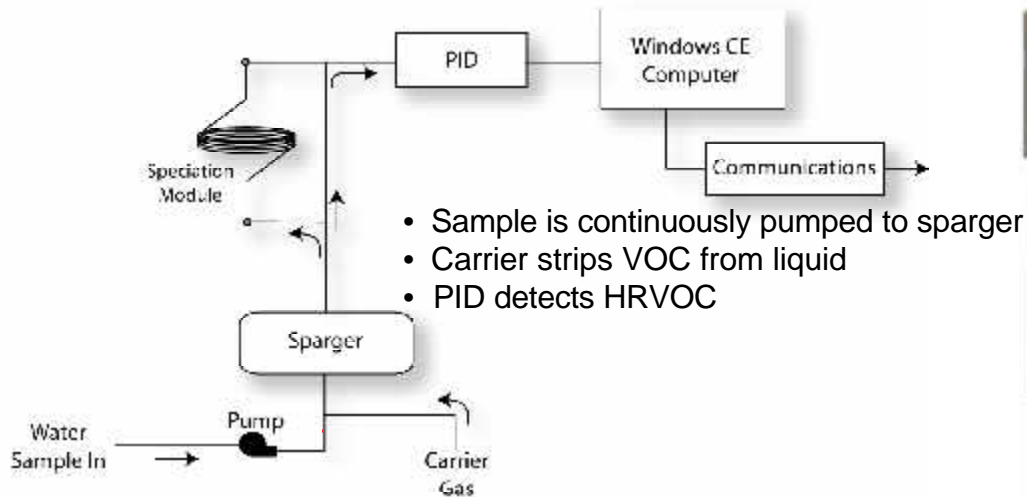 PID
Windows CE
Computer
Speciation
Module
Communications
• Sample is continuously pumped to sparger
• Carrier strips VOC from liquid
• PID detects HRVOC
Sparger
Pump
Water
Sample In
Carrier
Gas